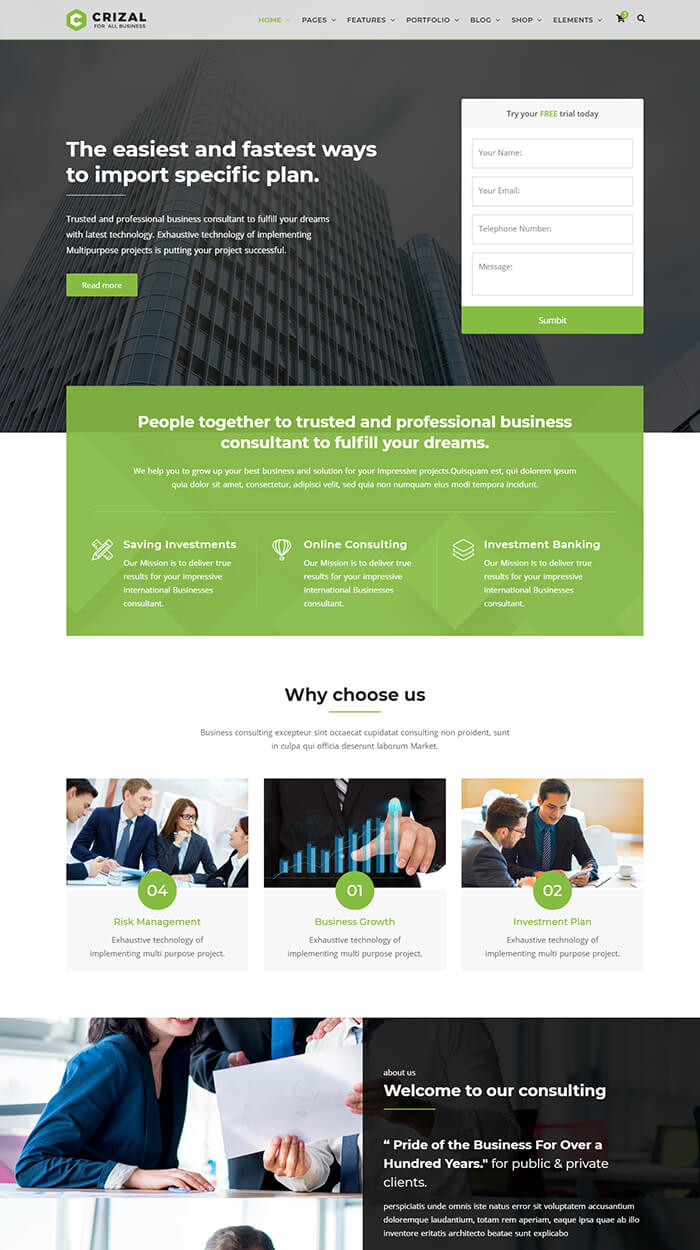 CRIZAL
FOR ALL BUSINESS
HOME PAGES FEATURES PORTFOLIO BLOG SHOP ELEMENTS
The easiest and fastest ways
to import specific plan.
Trusted and professional business consultant to fulfill your dreams
with latest technology. Exhaustive technology of implementing
Multipurpose projects is putting your project successful.
Read more
Try your FREE trial today
Your Name:
Your Email:
Telephone Number:
Message:
Sumbit
People together to trusted and professional business
consultant to fulfill your dreams.
We help you to grow up your best business and solution for your impressive projects.Quisquam est, qui dolorem ipsum
quia dolor sit amet, consectetur, adipisci velit, sed quia non numquam eius modi tempora incidunt.
Saving Investments
Our Mission is to deliver true
results for your impressive
international Businesses
consultant.
Online Consulting
Our Mission is to deliver true
results for your impressive
international Businesses
consultant.
Investment Banking
Our Mission is to deliver true
results for your impressive
international Businesses
consultant.
Why choose us
Business consulting excepteur sint occaecat cupidatat consulting non proident, sunt
in culpa qui officia deserunt laborum Market.
04
Risk Management
Exhaustive technology of
implementing multi purpose project.
01
Business Growth
Exhaustive technology of
implementing multi purpose project.
02
Investment Plan
Exhaustive technology of
implementing multi purpose project.
about us
Welcome to our consulting
“ Pride of the Business For Over a
Hundred Years." for public & private
clients.
perspiciatis unde omnis iste natus error sit voluptatem accusantium
doloremque laudantium, totam rem aperiam, eaque ipsa quae ab illo
inventore eritatis architecto beatae sunt explicabo